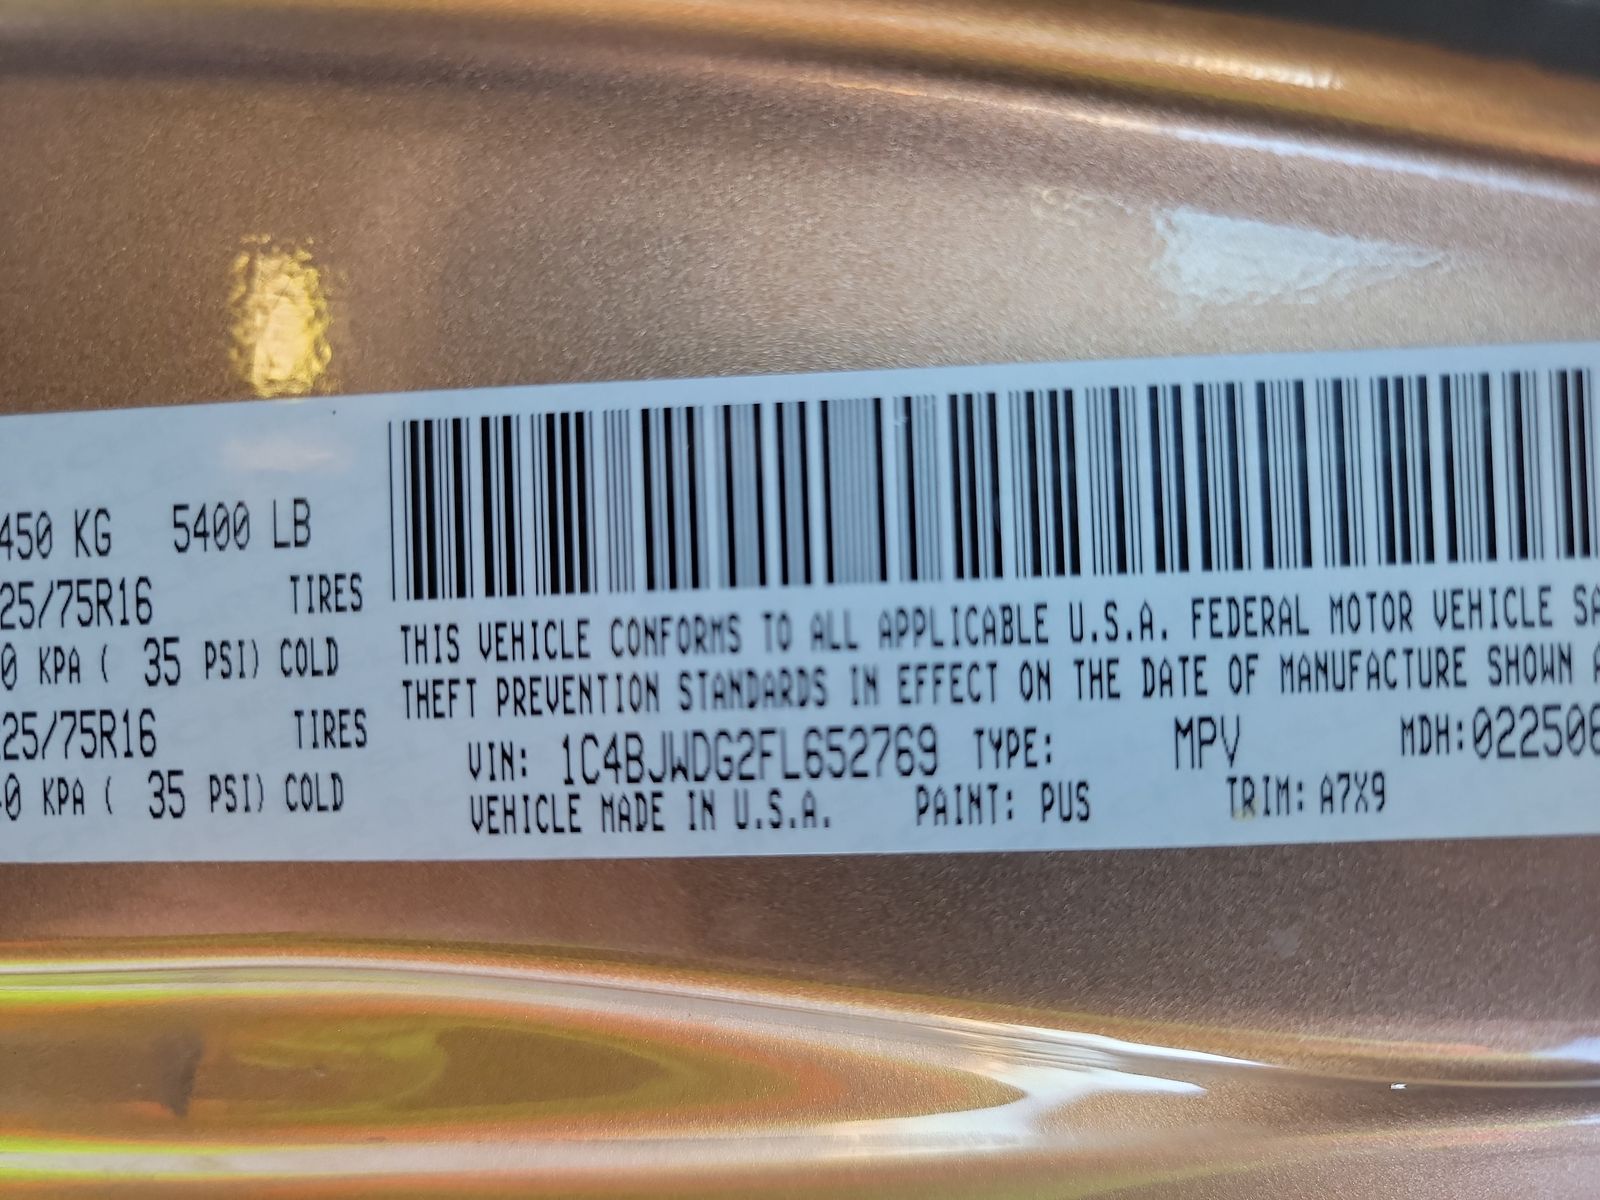 450 KG 5400 LB
25/75R16 TIRES
0 KPA ( 35 PSI) COLD
25/75R16 TIRES
0 KPA ( 35 PSI) COLD
THIS VEHICLE CONFORMS TO ALL APPLICABLE U.S.A. FEDERAL MOTOR VEHICLE SA
THEFT PREVENTION STANDARDS IN EFFECT ON THE DATE OF MANUFACTURE SHOWN A
VIN: 1C4BJWDG2FL652769 TYPE: MPV MDH:022506
VEHICLE MADE IN U.S.A. PAINT: PUS TRIM: A7X9